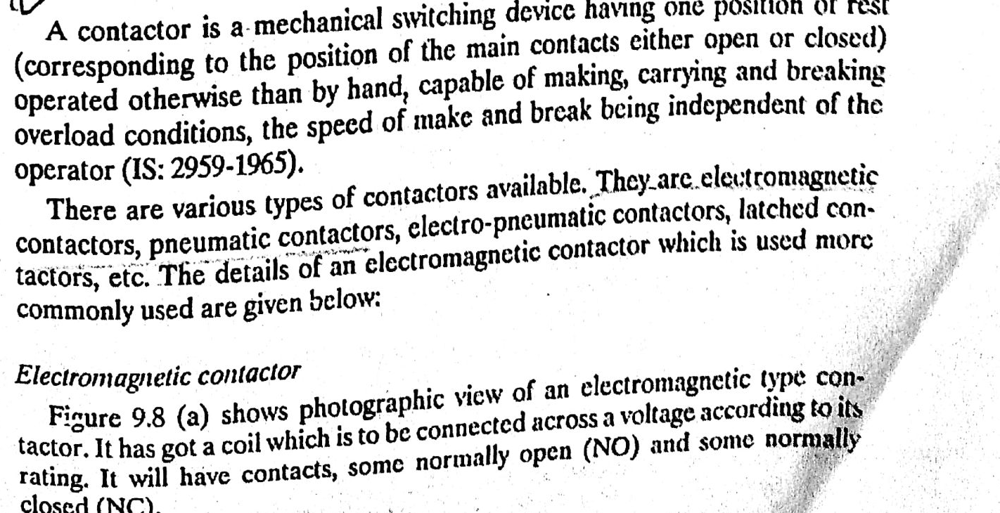 A contactor is a mechanical switching device having one position of rest
(corresponding to the position of the main contacts either open or closed)
operated otherwise than by hand, capable of making, carrying and breaking
overload conditions, the speed of make and break being independent of the
operator (IS: 2959-1965).
There are various types of contactors available. They are electromagnetic
contactors, pneumatic contactors, electro-pneumatic contactors, latched con-
tactors, etc. The details of an electromagnetic contactor which is used more
commonly used are given below:
Electromagnetic contactor
Figure 9.8 (a) shows photographic view of an electromagnetic type con-
tactor. It has got a coil which is to be connected across a voltage according to its
rating. It will have contacts, some normally open (NO) and some normally
closed (NC).